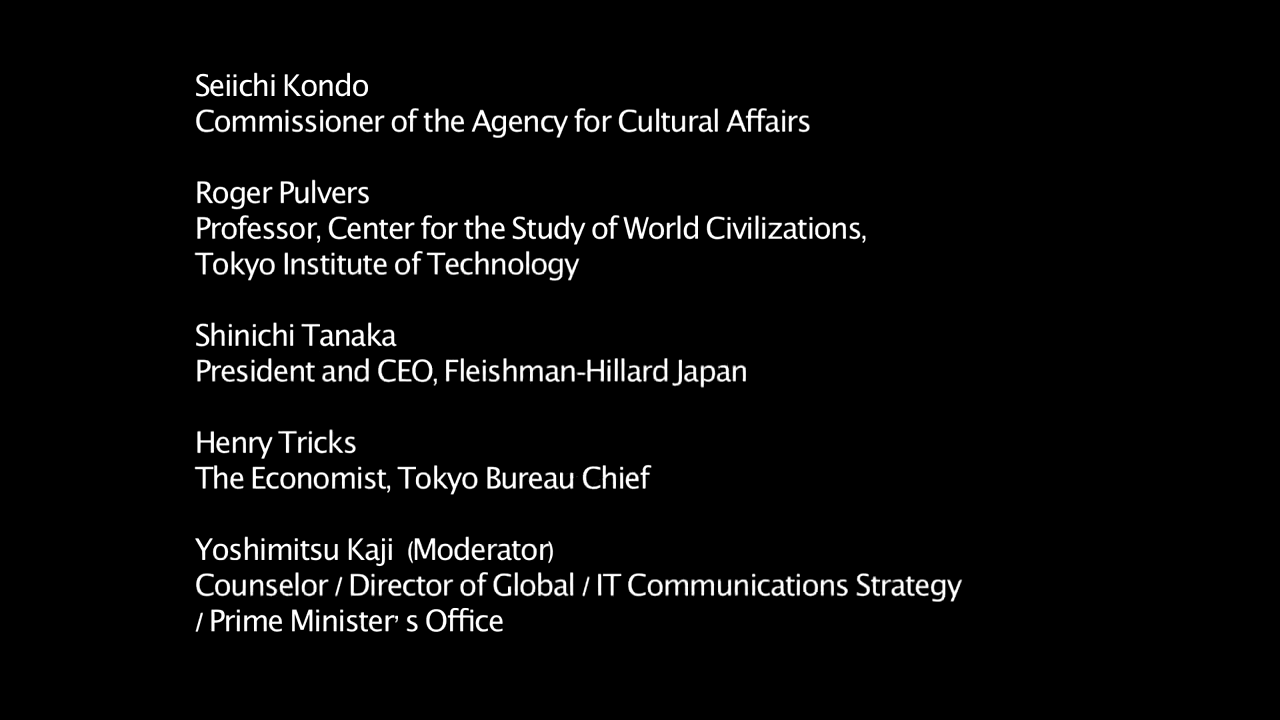 Seiichi Kondo
Commissioner of the Agency for Cultural Affairs
Roger Pulvers
Professor, Center for the Study of World Civilizations,
Tokyo Institute of Technology
Shinichi Tanaka
President and CEO, Fleishman-Hillard Japan
Henry Tricks
The Economist, Tokyo Bureau Chief
Yoshimitsu Kaji (Moderator)
Counselor / Director of Global / IT Communications Strategy
/ Prime Minister’ s Office